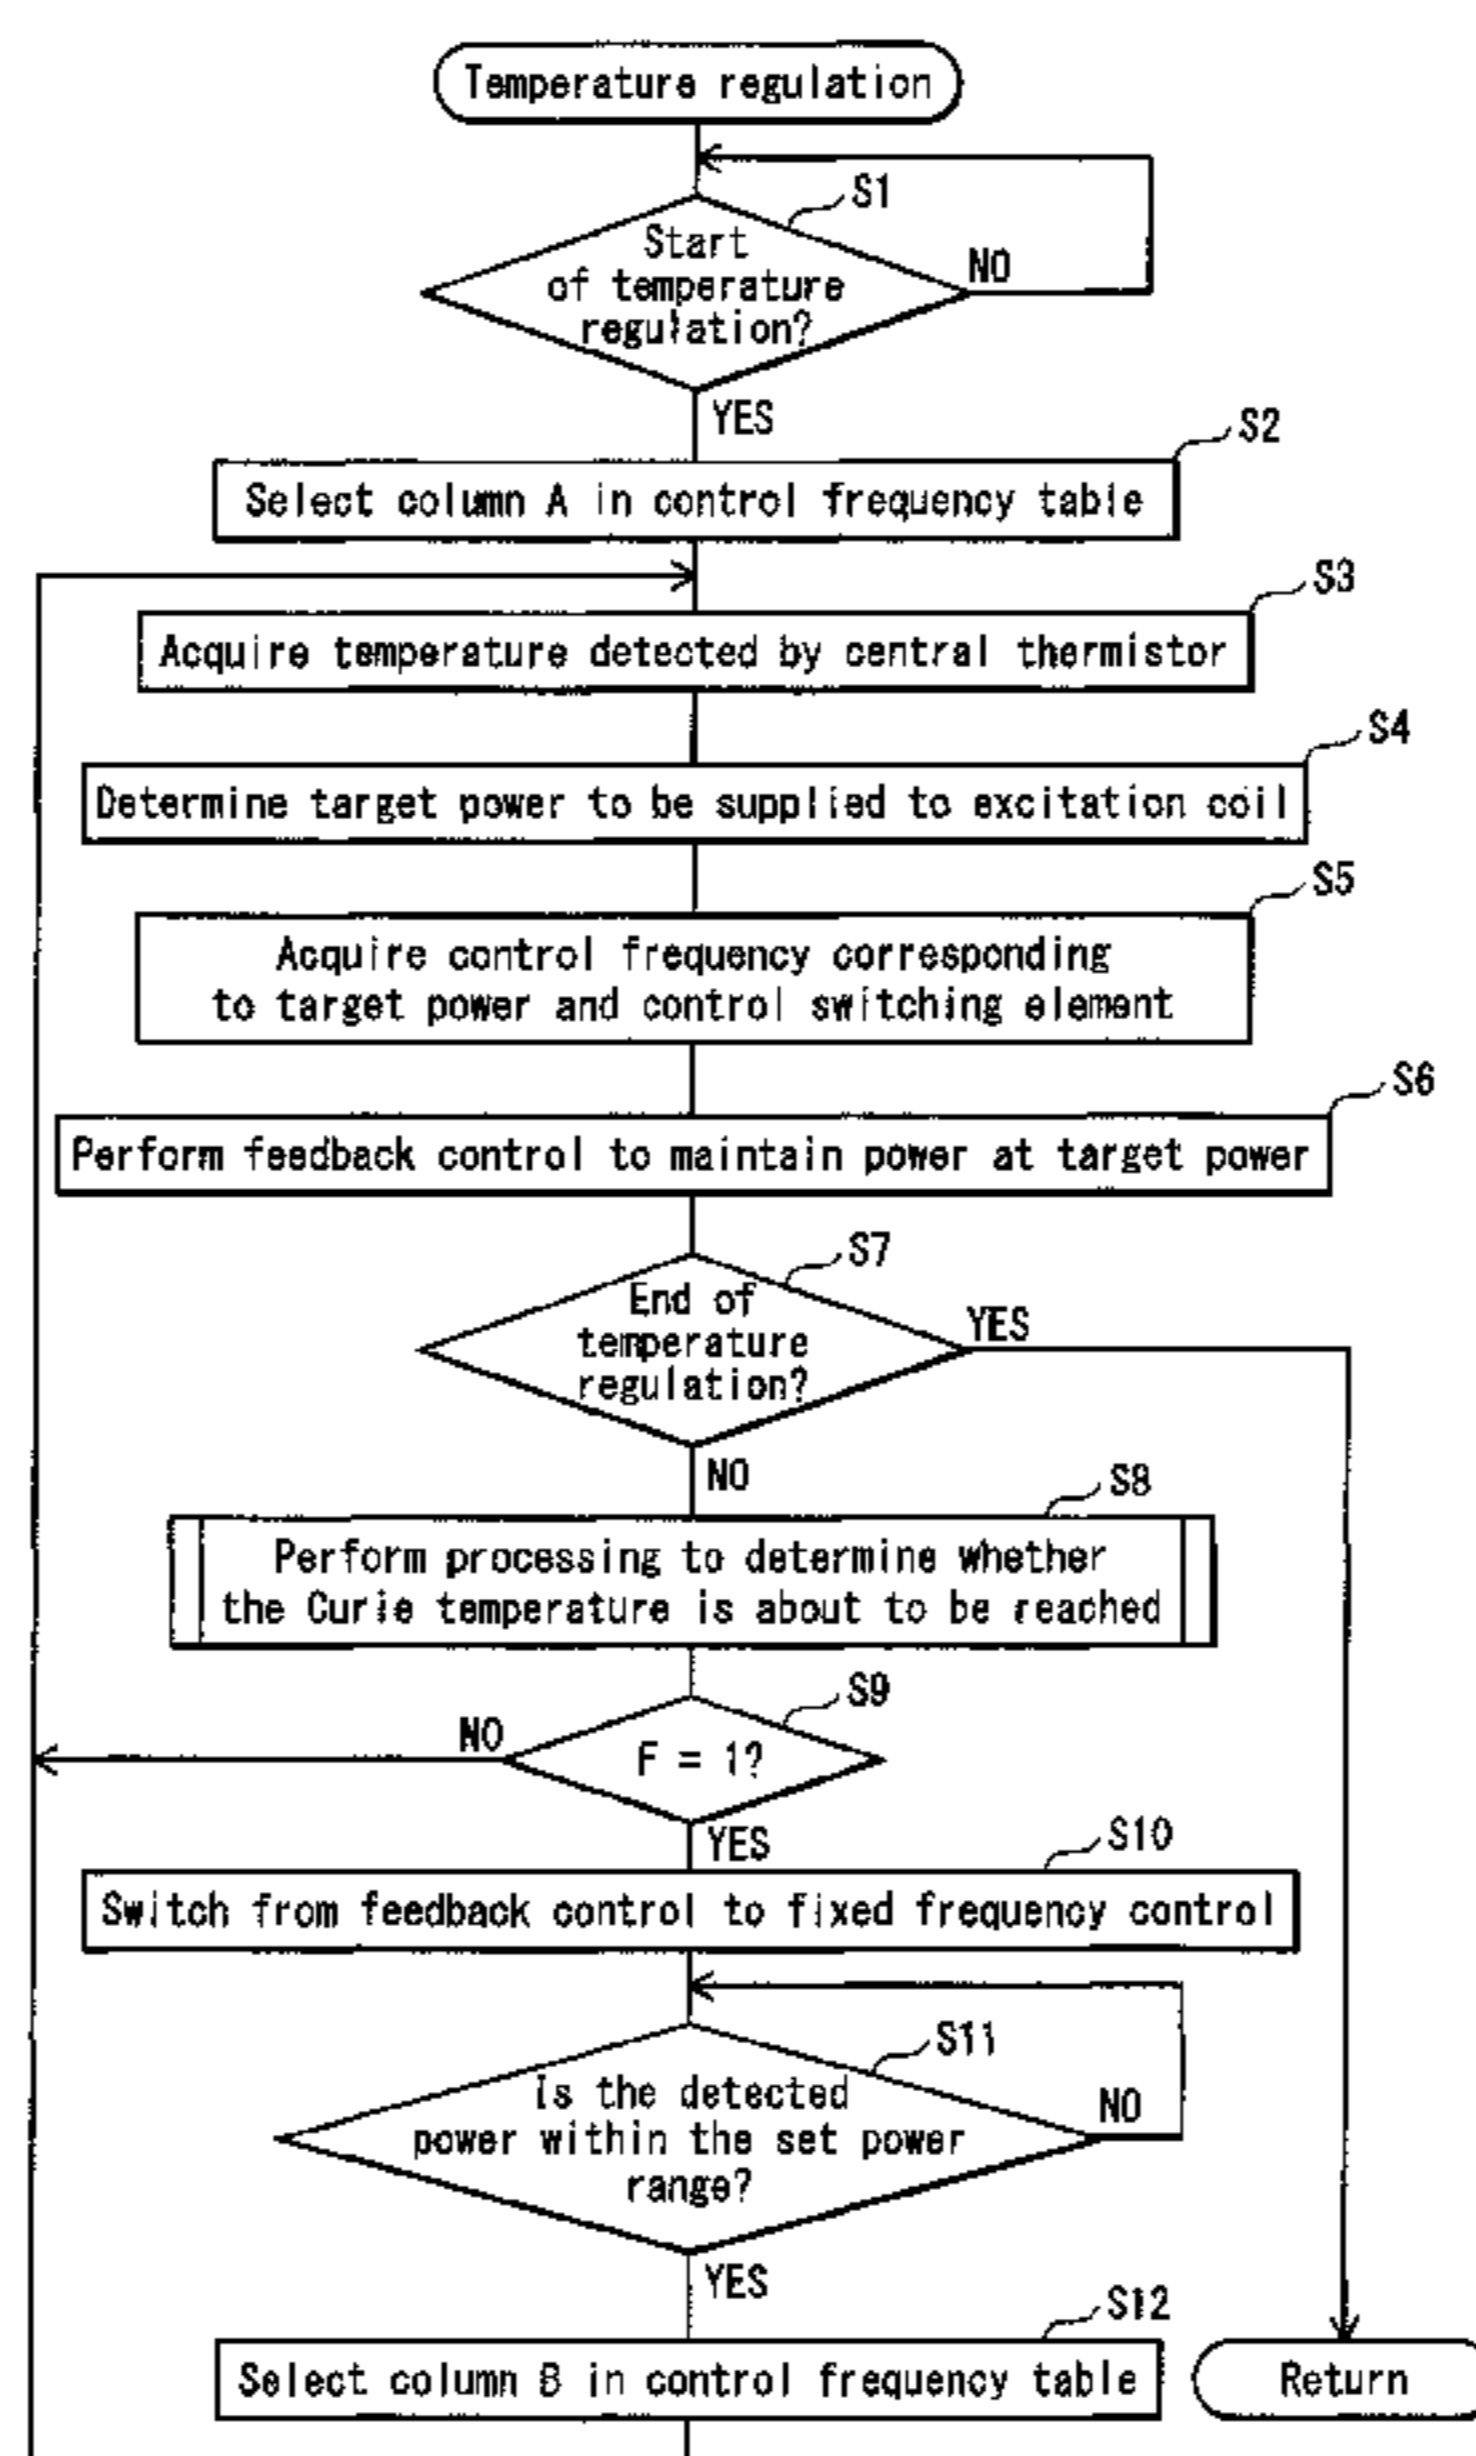 Temperature regulation
S1
Start
of temperature
regulation?
NO
YES
S2
Select column A in control frequency table
S3
Acquire temperature detected by central thermistor
S4
Determine target power to be supplied to excitation coil
S5
Acquire control frequency corresponding
to target power and control switching element
S6
Perform feedback control to maintain power at target power
S7
End of
temperature
regulation?
YES
NO
S8
Perform processing to determine whether
the Curie temperature is about to be reached
S9
NO
F = 1?
YES
S10
Switch from feedback control to fixed frequency control
S11
Is the detected
power within the set power
range?
NO
YES
S12
Select column B in control frequency table
Return